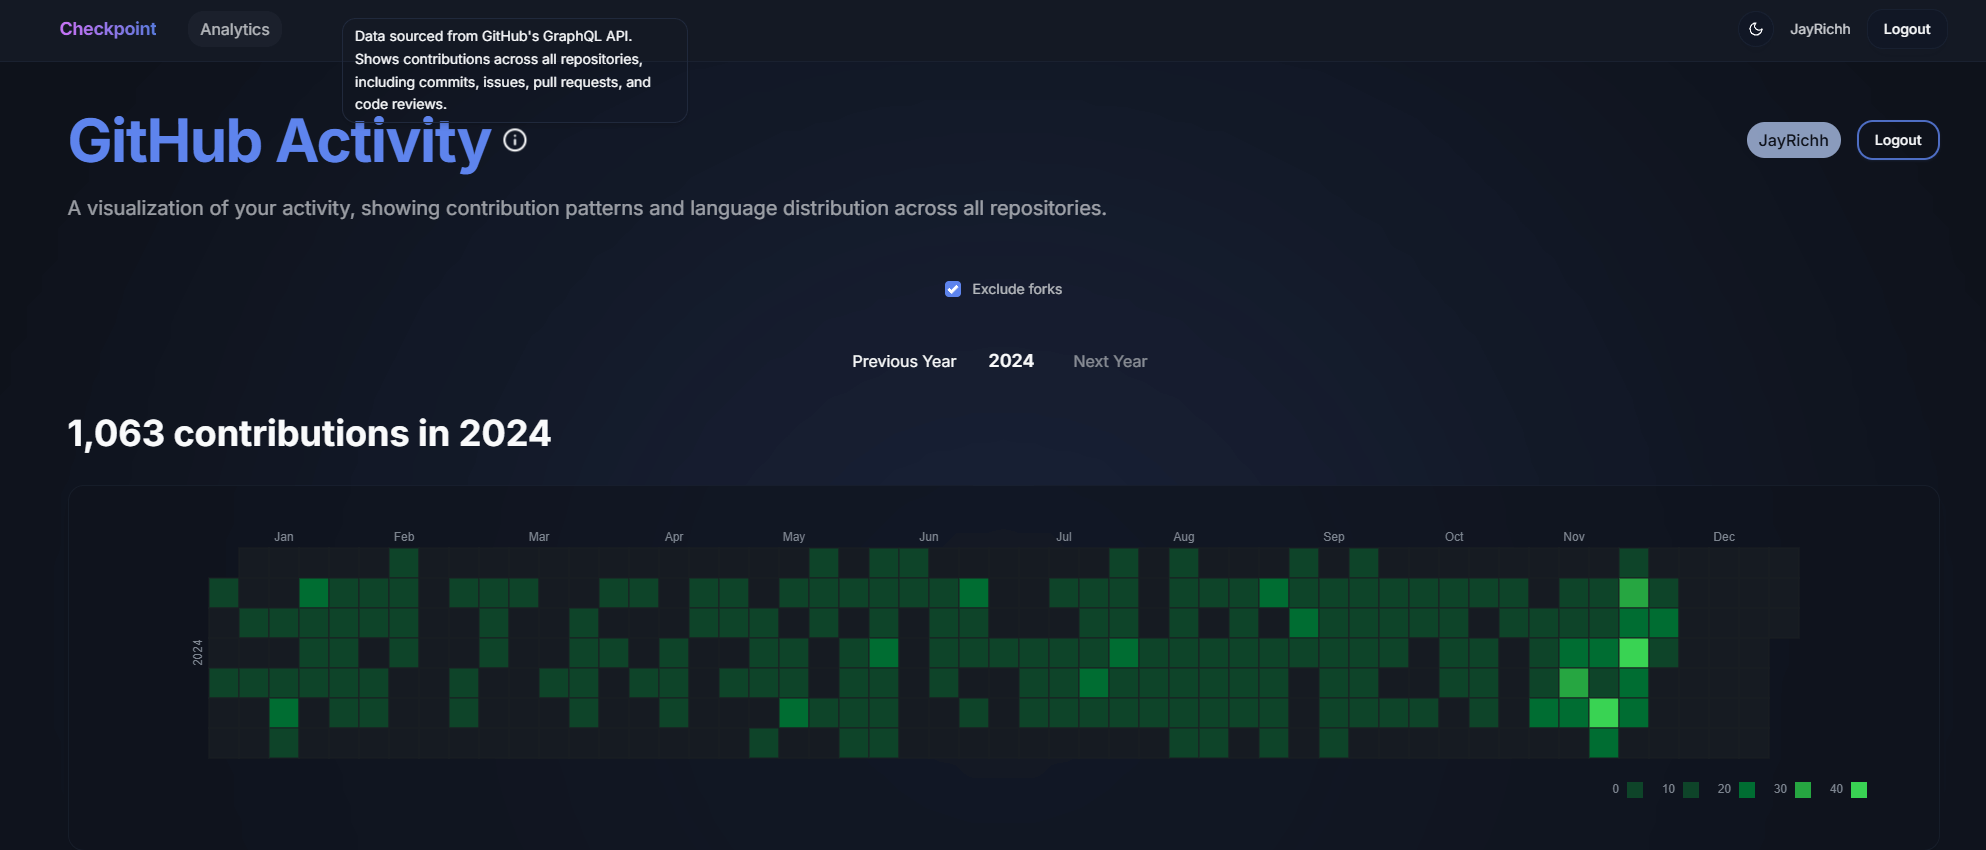 Checkpoint
Analytics
JayRichh
Logout
Data sourced from GitHub's GraphQL API.
Shows contributions across all repositories,
including commits, issues, pull requests, and
code reviews.
GitHub Activity
JayRichh
Logout
A visualization of your activity, showing contribution patterns and language distribution across all repositories.
Exclude forks
Previous Year 2024 Next Year
1,063 contributions in 2024
Jan Feb Mar Apr May Jun Jul Aug Sep Oct Nov Dec
2024
0 10 20 30 40